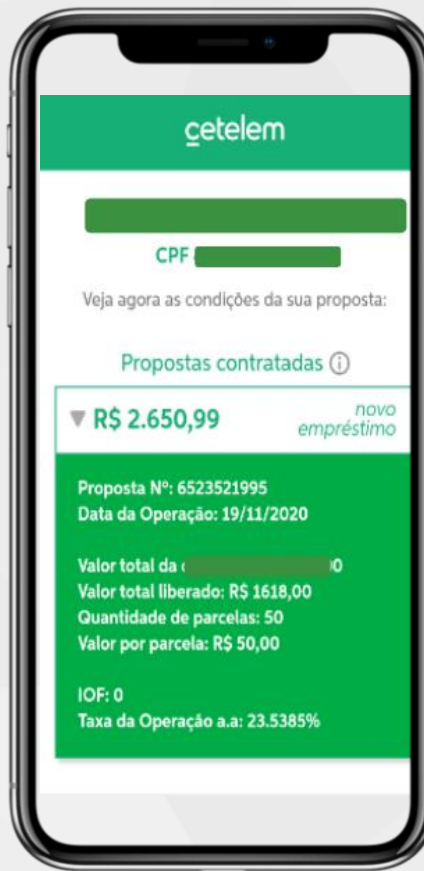 cetelem
CPF
Veja agora as condições da sua proposta:
Propostas contratadas
R$ 2.650,99
novo
empréstimo
Proposta Nº: 6523521995
Data da Operação: 19/11/2020
Valor total da
Valor total liberado: R$ 1618,00
Quantidade de parcelas: 50
Valor por parcela: R$ 50,00
IOF: 0
Taxa da Operação a.a: 23.5385%